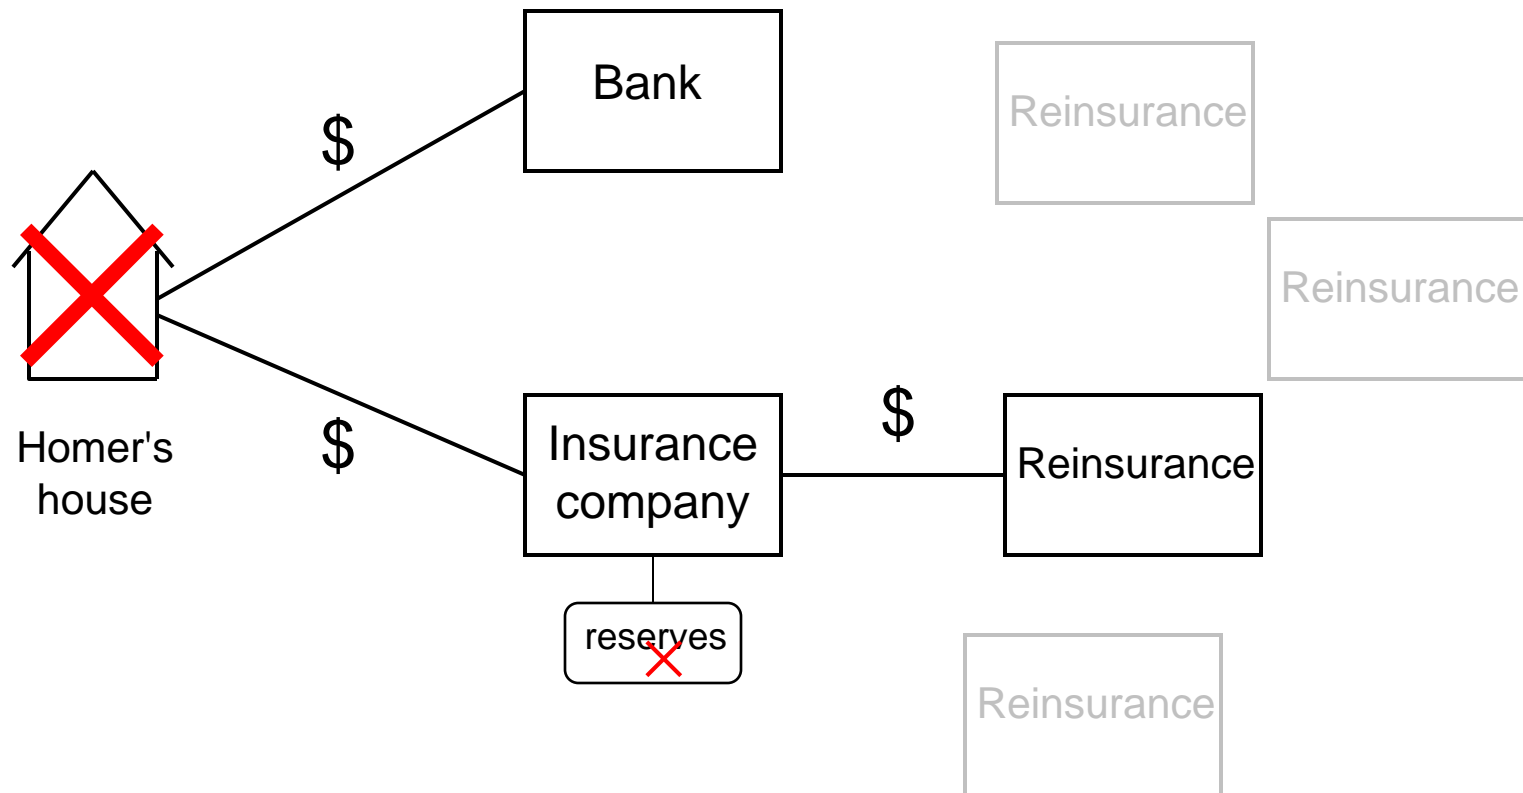 Bank
Reinsurance
$
Reinsurance
$
Homer's
house
$
Insurance
company
Reinsurance
reserves
Reinsurance